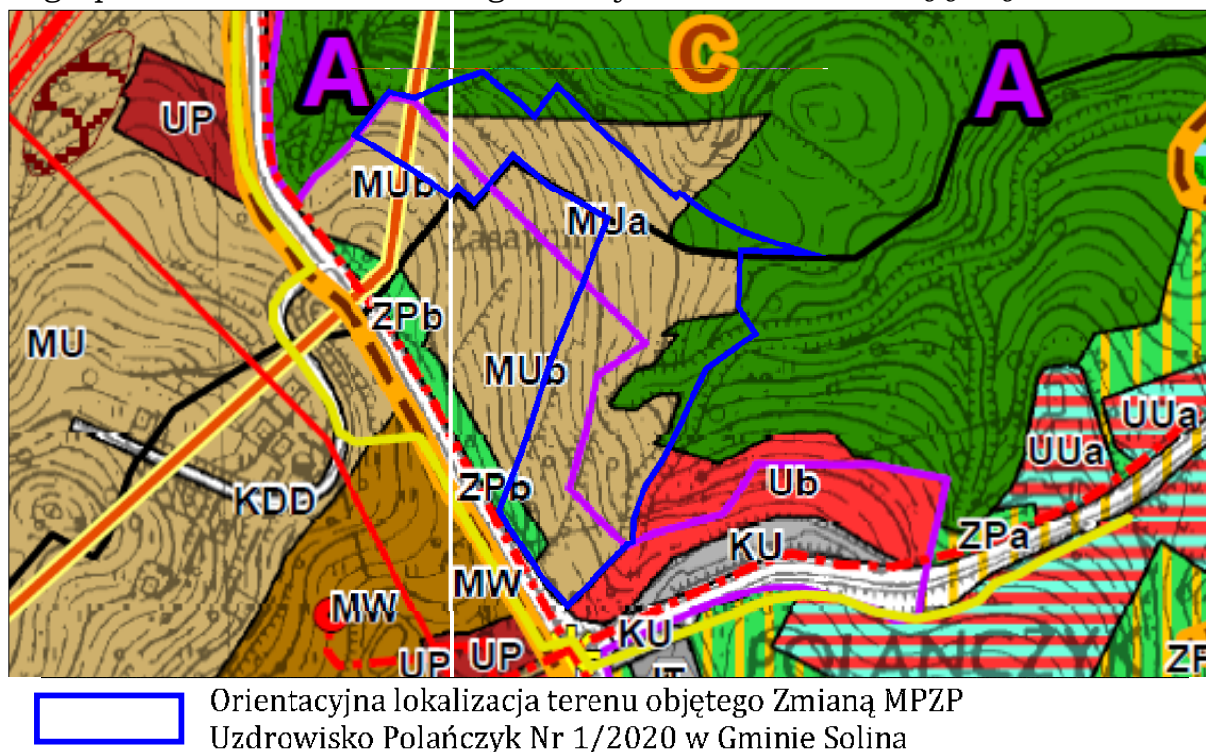 A
C
A
UP
MUb
MUa
ZPb
MU
MUb
UUa
UUa
Ub
ZPb
KDD
KU
ZPa
MW
MW
KU
POLAŃCZYK
UP
UP
Orientacyjna lokalizacja terenu objętego Zmianą MPZP
Uzdrowisko Polańczyk Nr 1/2020 w Gminie Solina